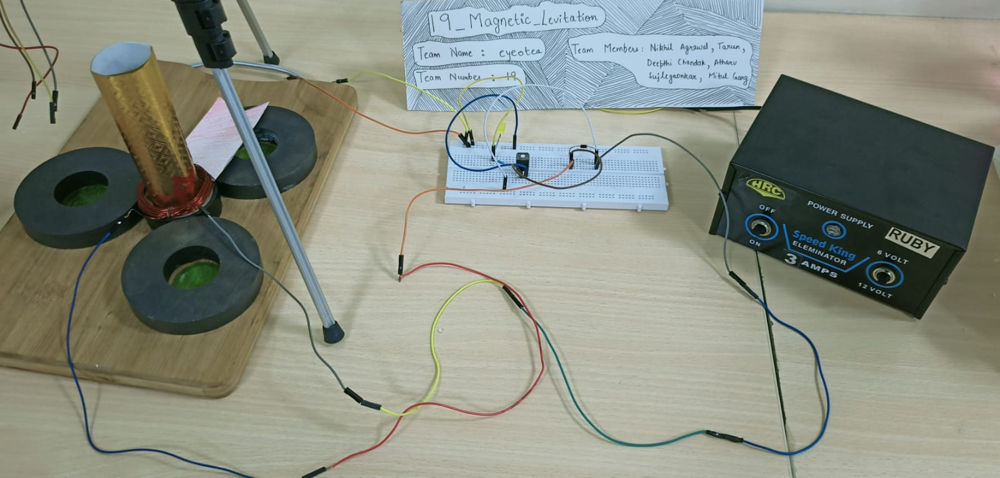 19_Magnetic_Levitation
Team Name : eyeotea
Team Number : 19
Team Members: Nikhil Agrawal, Tarun,
Deepthi Chandak, Atharv
Sujlegaonkar, Mitul Garg
HRC
POWER SUPPLY
RUBY
OFF
ON
Speed King
ELEMINATOR
3 AMPS
6 VOLT
12 VOLT